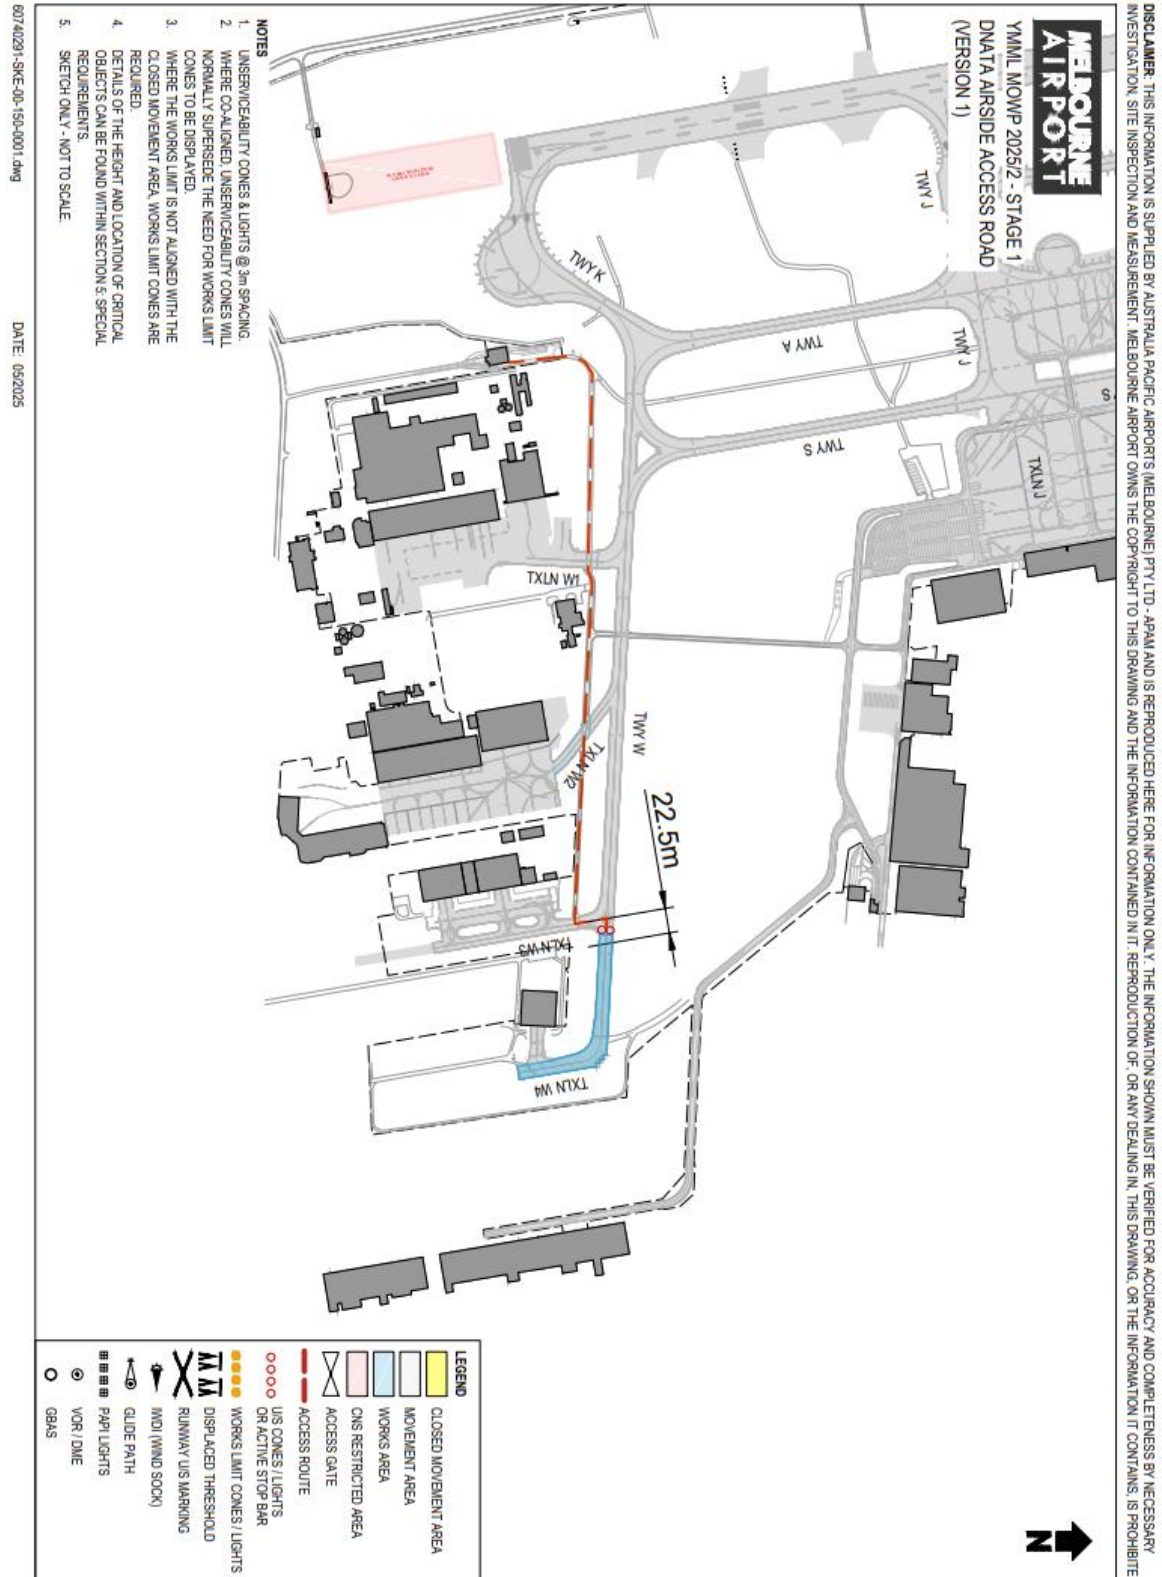 DISCLAIMER: THIS INFORMATION IS SUPPLIED BY AUSTRALIA PACIFIC AIRPORTS (MELBOURNE) PTY LTD - APAM AND IS REPRODUCED HERE FOR INFORMATION ONLY. THE INFORMATION SHOWN MUST BE VERIFIED FOR ACCURACY AND COMPLETENESS BY NECESSARY
INVESTIGATION, SITE INSPECTION AND MEASUREMENT. MELBOURNE AIRPORT OWNS THE COPYRIGHT TO THIS DRAWING AND THE INFORMATION CONTAINED IN IT. REPRODUCTION OF, OR ANY DEALING IN, THIS DRAWING, OR THE INFORMATION IT CONTAINS, IS PROHIBITE
MELBOURNE
AIRPORT
YMML MOWP 2025/2 - STAGE 1
DNATA AIRSIDE ACCESS ROAD
(VERSION 1)
TWY J
TWY K
TWY A
TWY J
TWY S
S
TXLN J
TXLN W1
TWY W
TXLN W2
22.5m
TXLN W3
TXLN W4
N
NOTES
1. UNSERVICEABILITY CONES & LIGHTS @ 3m SPACING.
2. WHERE CO-ALIGNED, UNSERVICEABILITY CONES WILL
NORMALLY SUPERSEDE THE NEED FOR WORKS LIMIT
CONES TO BE DISPLAYED.
3. WHERE THE WORKS LIMIT IS NOT ALIGNED WITH THE
CLOSED MOVEMENT AREA, WORKS LIMIT CONES ARE
REQUIRED.
4. DETAILS OF THE HEIGHT AND LOCATION OF CRITICAL
OBJECTS CAN BE FOUND WITHIN SECTION 5: SPECIAL
REQUIREMENTS.
5. SKETCH ONLY - NOT TO SCALE.
LEGEND
CLOSED MOVEMENT AREA
MOVEMENT AREA
WORKS AREA
CNS RESTRICTED AREA
ACCESS GATE
ACCESS ROUTE
U/S CONES / LIGHTS
OR ACTIVE STOP BAR
WORKS LIMIT CONES / LIGHTS
DISPLACED THRESHOLD
RUNWAY U/S MARKING
IWDI (WIND SOCK)
GLIDE PATH
PAPI LIGHTS
VOR / DME
GBAS
60740291-SKE-00-150-0001.dwg
DATE: 05/2025